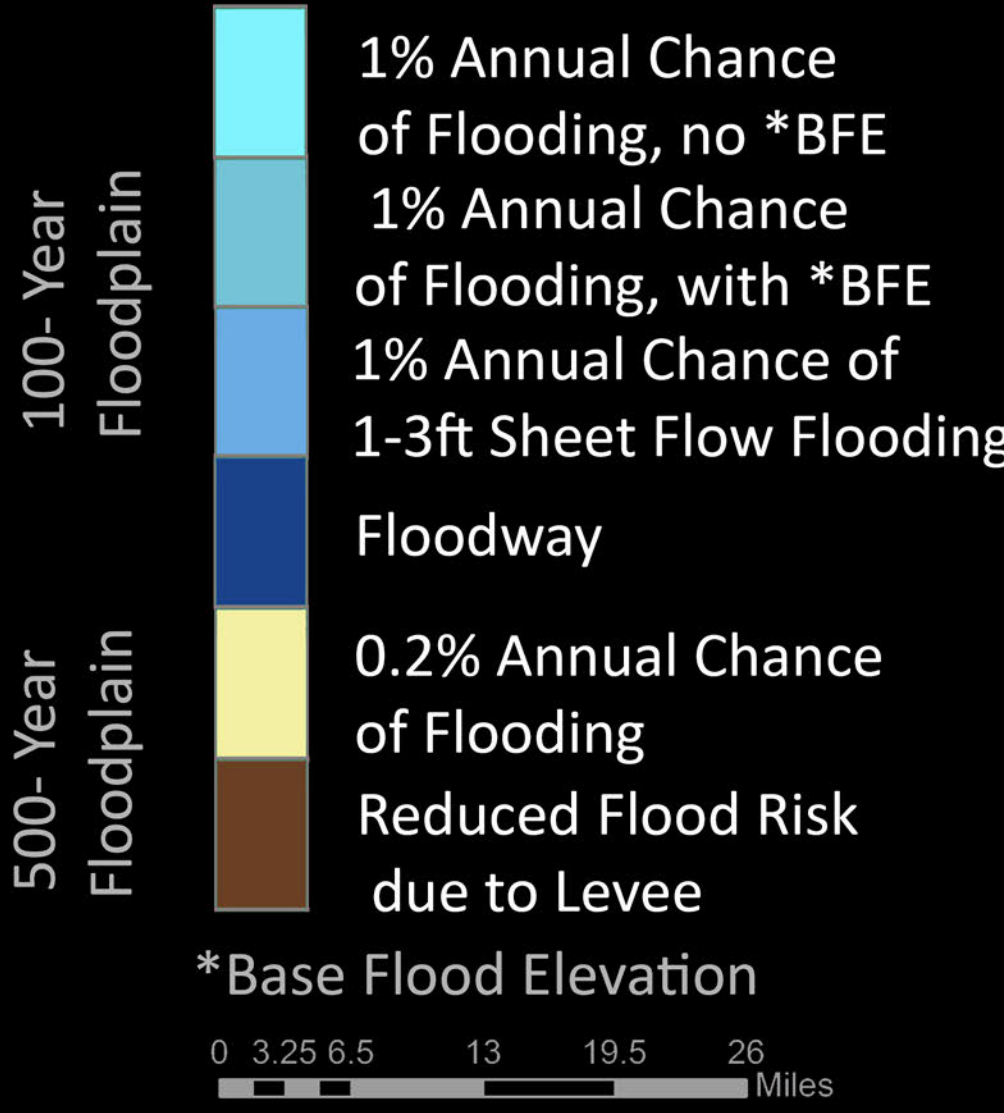 100- Year
Floodplain
1% Annual Chance
of Flooding, no *BFE
1% Annual Chance
of Flooding, with *BFE
1% Annual Chance of
1-3ft Sheet Flow Flooding
Floodway
500- Year
Floodplain
0.2% Annual Chance
of Flooding
Reduced Flood Risk
due to Levee
*Base Flood Elevation
0 3.25 6.5 13 19.5 26
Miles